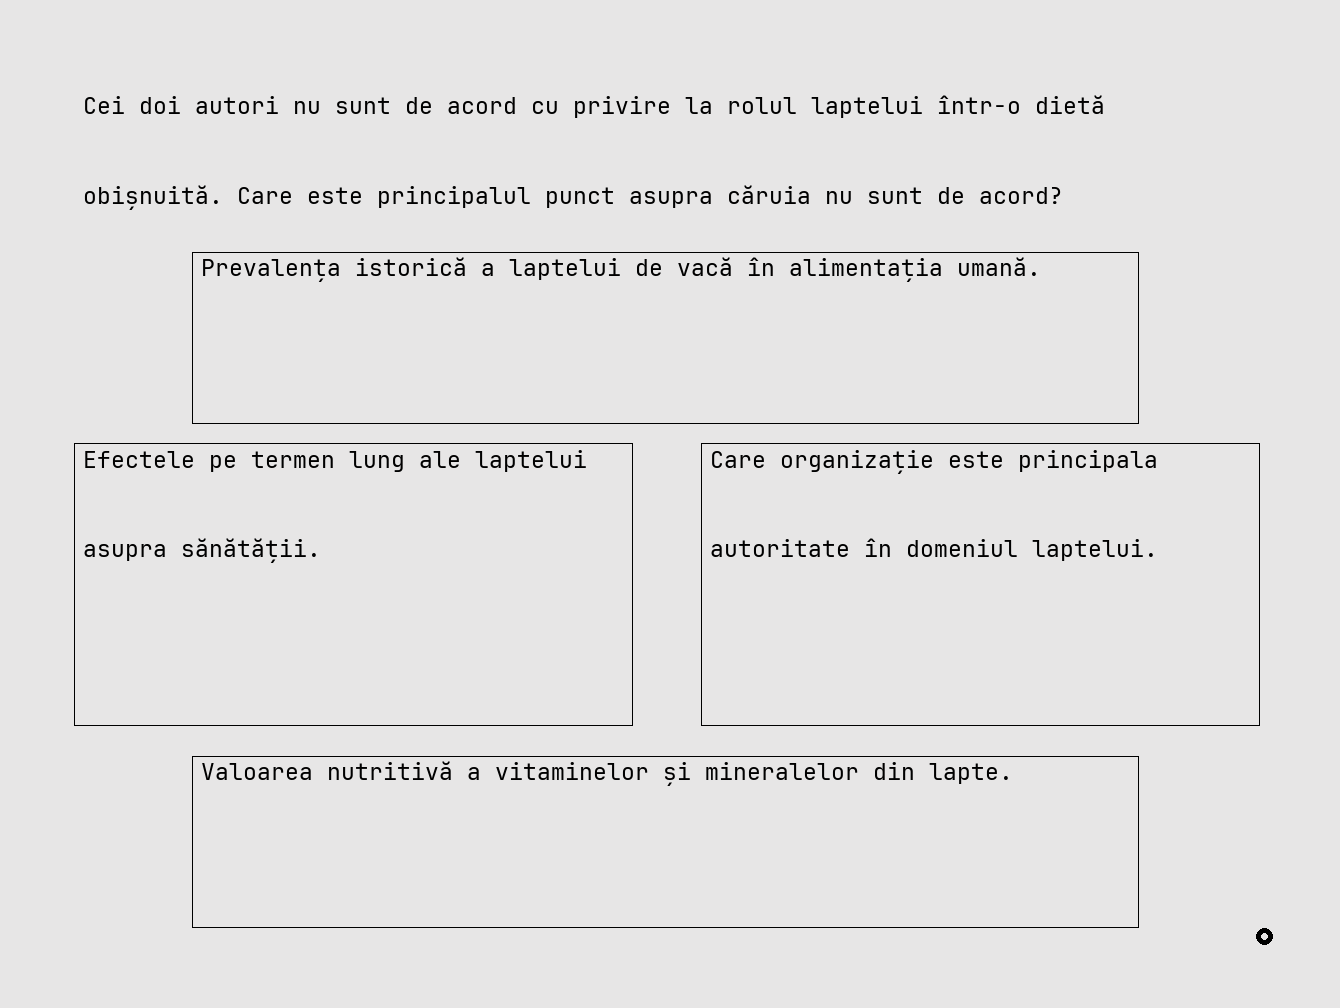 Cei doi autori nu sunt de acord cu privire la rolul laptelui într-o dietă
obișnuită. Care este principalul punct asupra căruia nu sunt de acord?
Prevalența istorică a laptelui de vacă în alimentația umană.
Efectele pe termen lung ale laptelui
asupra sănătății.
Care organizație este principala
autoritate în domeniul laptelui.
Valoarea nutritivă a vitaminelor și mineralelor din lapte.